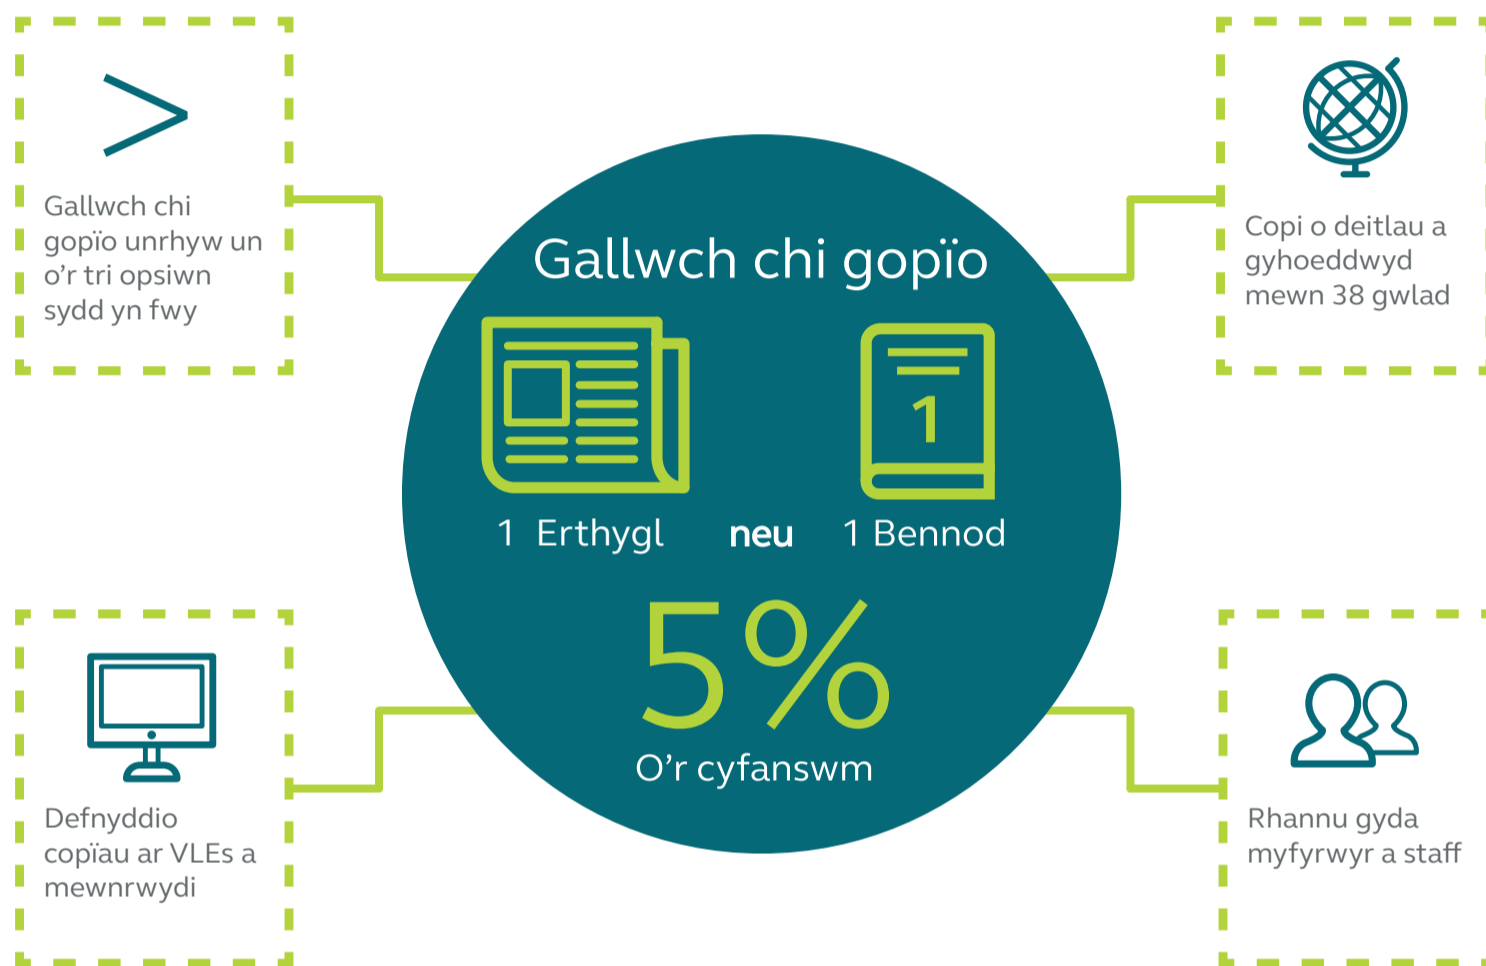 Gallwch chi
gopïo unrhyw un
o'r tri opsiwn
sydd yn fwy
Copi o deitlau a
gyhoeddwyd
mewn 38 gwlad
Gallwch chi gopïo
1
1 Erthygl neu 1 Bennod
5%
O'r cyfanswm
Defnyddio
copïau ar VLEs a
mewnrwydi
Rhannu gyda
myfyrwyr a staff